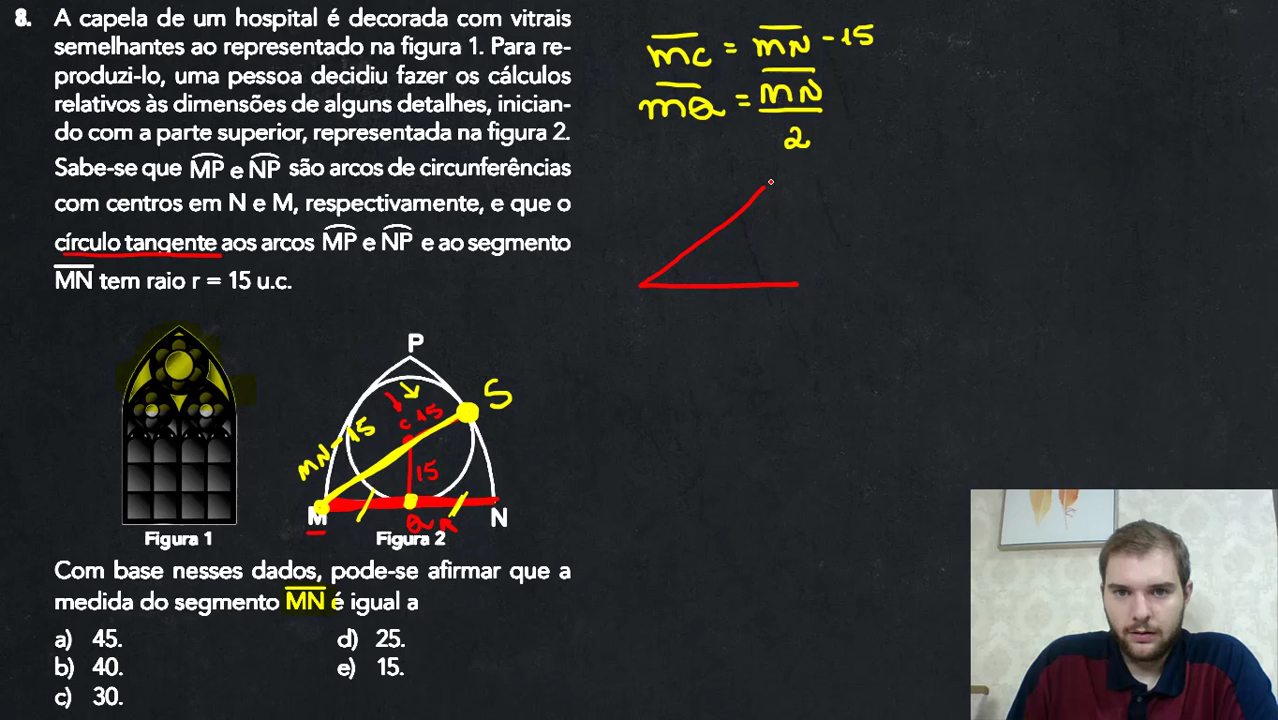 8. A capela de um hospital é decorada com vitrais
semelhantes ao representado na figura 1. Para re-
produzi-lo, uma pessoa decidiu fazer os cálculos
relativos às dimensões de alguns detalhes, inician-
do com a parte superior, representada na figura 2.
Sabe-se que MP e NP são arcos de circunferências
com centros em N e M, respectivamente, e que o
círculo tangente aos arcos MP e NP e ao segmento
MN tem raio r = 15 u.c.
P
S
C 15
MN-15
15
M
Q
N
Figura 1
Figura 2
Com base nesses dados, pode-se afirmar que a
medida do segmento MN é igual a
a) 45.
b) 40.
c) 30.
d) 25.
e) 15.
MC = MN - 15
MQ = MN
2